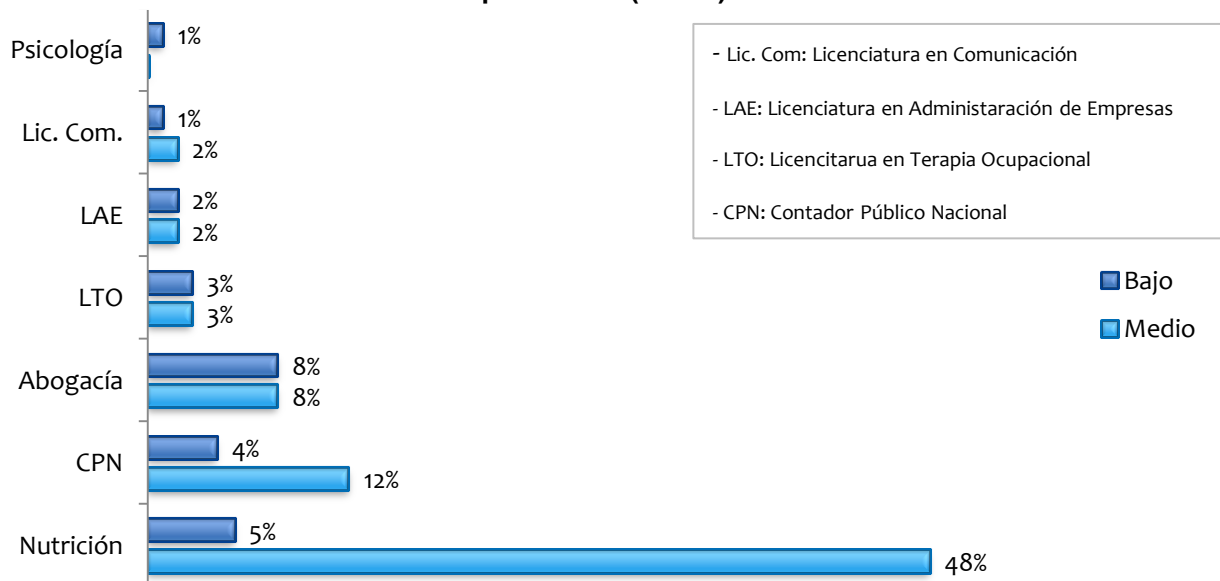 Psicología
1%
- Lic. Com: Licenciatura en Comunicación
Lic. Com.
1%
2%
- LAE: Licenciatura en Administaración de Empresas
- LTO: Licencitarua en Terapia Ocupacional
LAE
2%
2%
- CPN: Contador Público Nacional
LTO
3%
3%
Bajo
Medio
Abogacía
8%
8%
CPN
4%
12%
Nutrición
5%
48%